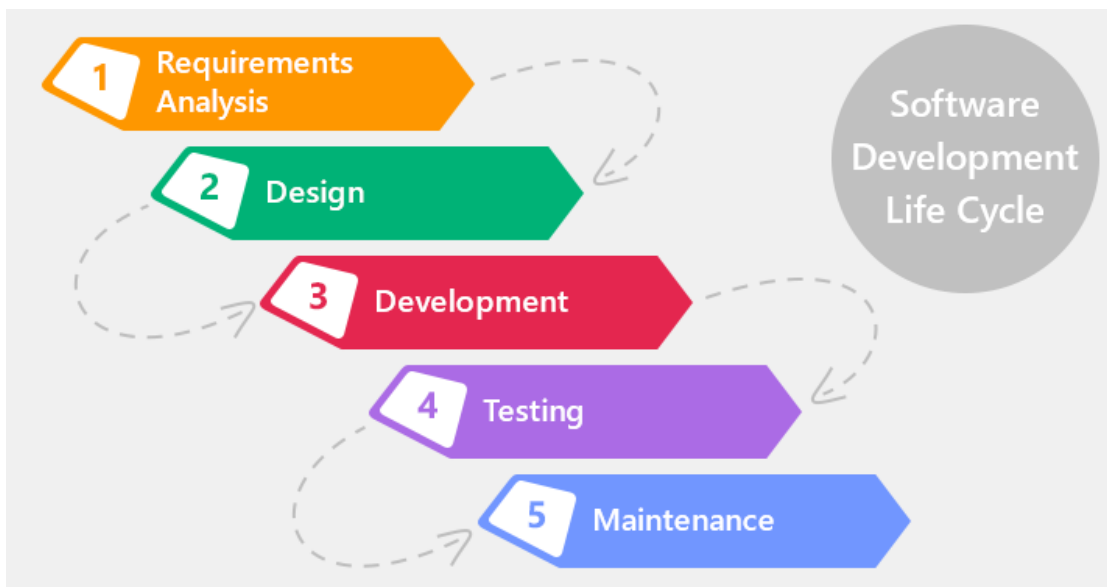 1
Requirements
Analysis
2
Design
3
Development
4
Testing
5
Maintenance
Software
Development
Life Cycle